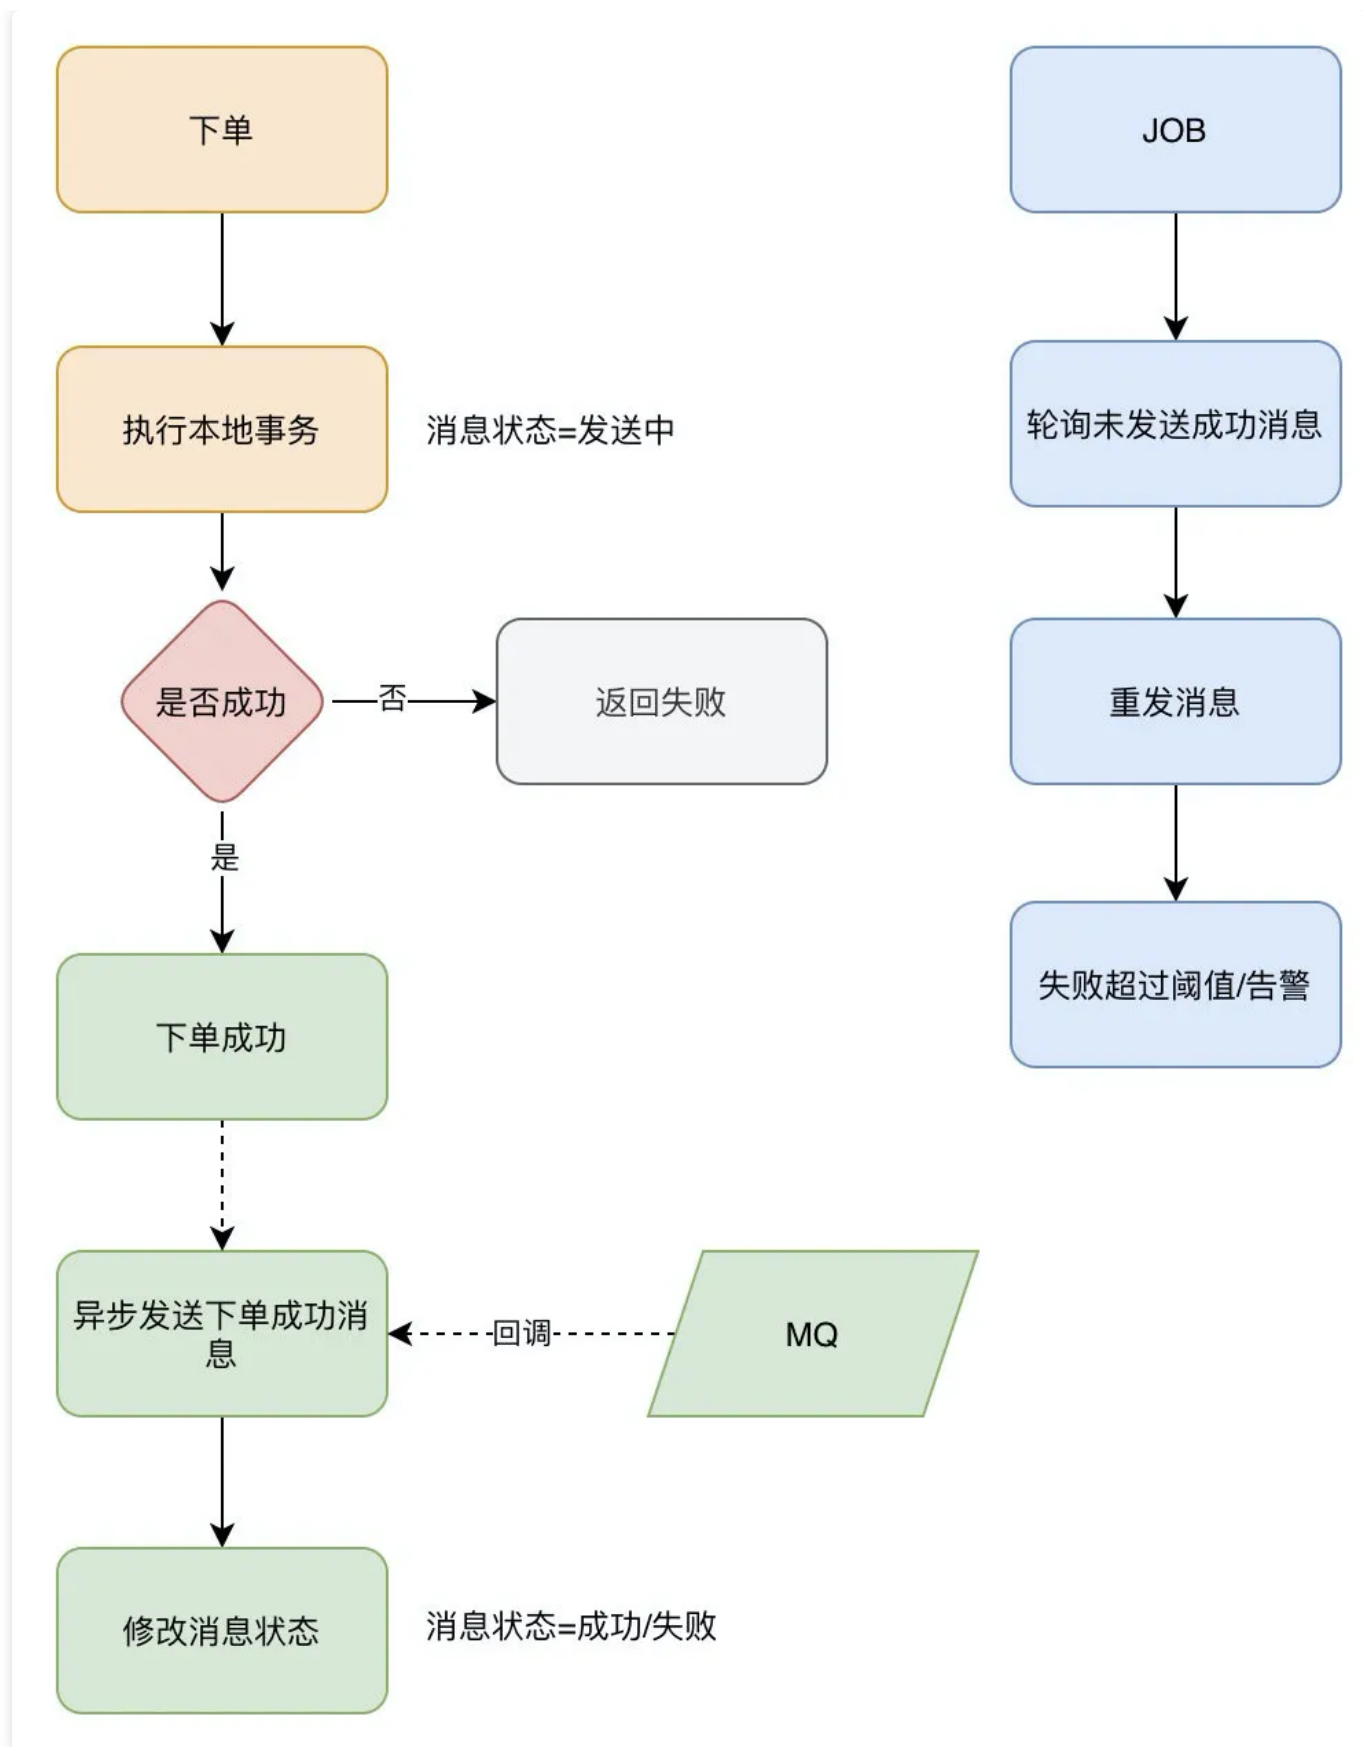 下单
JOB
执行本地事务
消息状态=发送中
轮询未发送成功消息
是否成功
否
返回失败
重发消息
是
下单成功
失败超过阈值/告警
异步发送下单成功消
息
回调
MQ
修改消息状态
消息状态=成功/失败